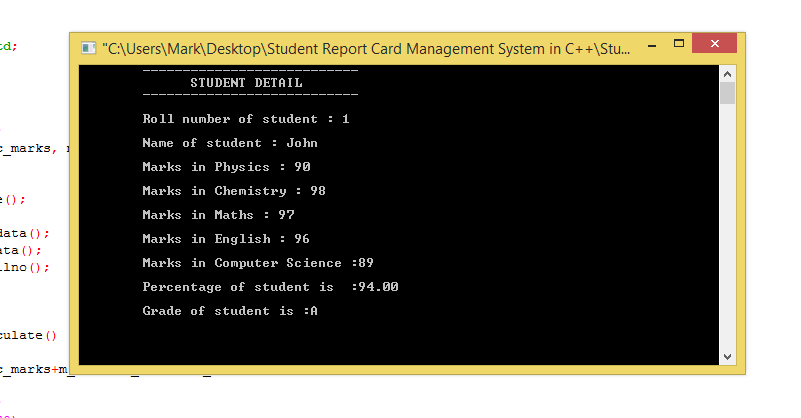 "C:\Users\Mark\Desktop\Student Report Card Management System in C++\Stu...
STUDENT DETAIL
Roll number of student : 1
Name of student : John
Marks in Physics : 90
Marks in Chemistry : 98
Marks in Maths : 97
Marks in English : 96
Marks in Computer Science :89
Percentage of student is :94.00
Grade of student is :A
td;
c_marks,
e();
data();
ata();
llno();
culate()
c_marks+m_